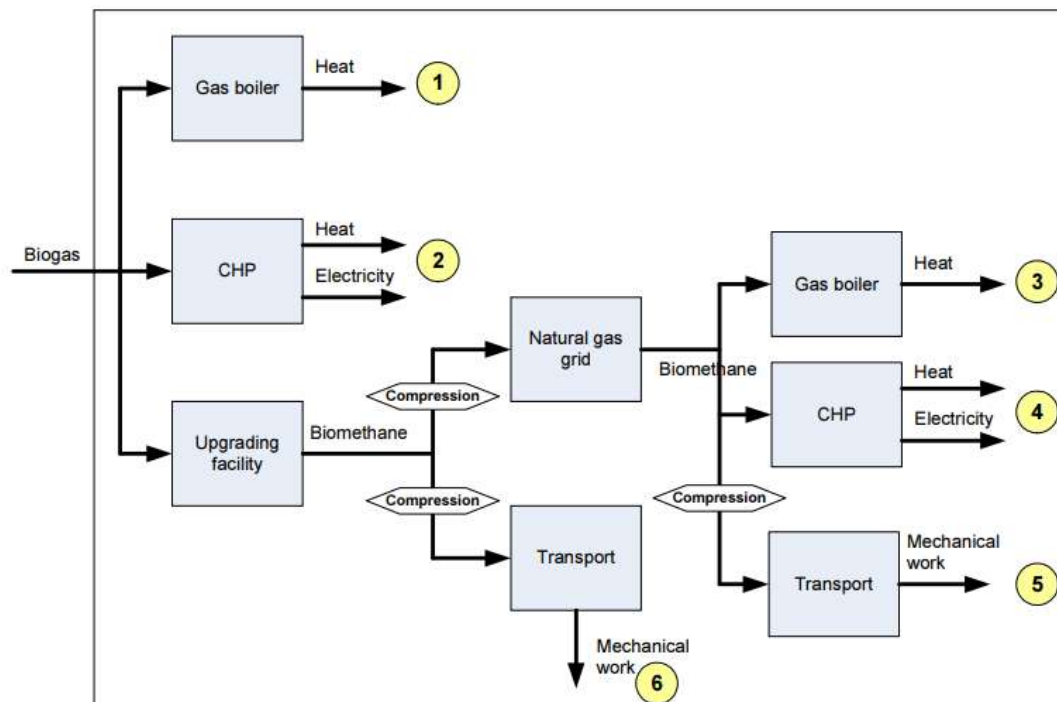 Gas boiler
Heat
1
Biogas
CHP
Heat
Electricity
2
Upgrading
facility
Biomethane
Compression
Compression
Natural gas
grid
Biomethane
Transport
Mechanical
work
6
Gas boiler
Heat
3
CHP
Heat
Electricity
4
Compression
Transport
Mechanical
work
5